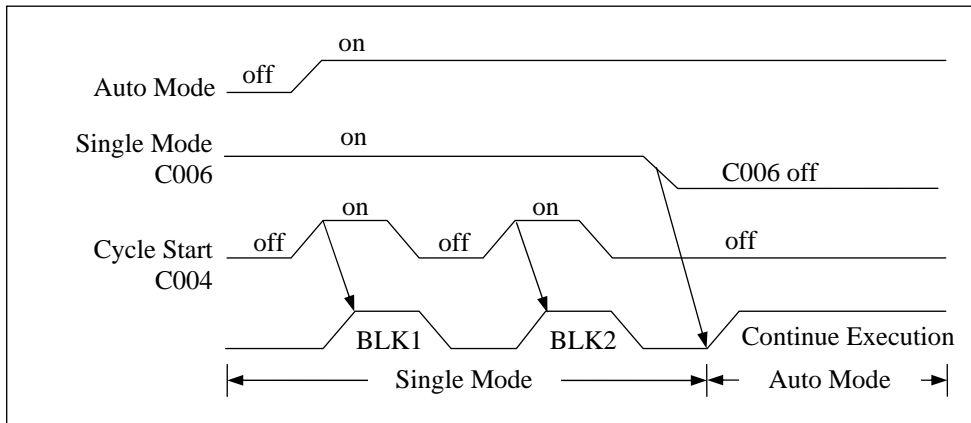 on
off
Auto Mode
Single Mode
C006
on
C006 off
Cycle Start
C004
off
on
off
on
off
BLK1
BLK2
Continue Execution
Single Mode
Auto Mode